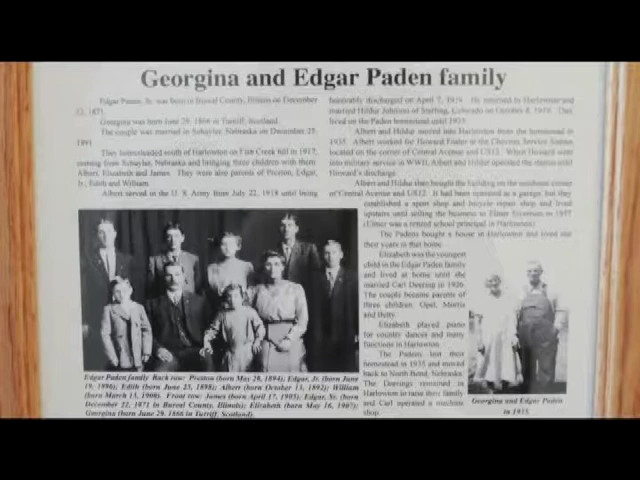 Georgina and Edgar Paden family
Edgar Paden, Sr. was born in Bureau County, Illinois on December
22, 1871.
Georgina was born June 29, 1866 in Turriff, Scotland.
The couple was married in Schuyler, Nebraska on December 25,
1891.
They homesteaded south of Harlowton on Fish Creek hill in 1917,
coming from Schuyler, Nebraska and bringing three children with them:
Albert, Elizabeth and James. They were also parents of Preston, Edgar,
Jr., Edith and William.
Albert served in the U. S. Army from July 22, 1918 until being
honorably discharged on April 7, 1919. He returned to Harlowton and
married Hildur Johnson of Sterling, Colorado on October 8, 1919. They
lived on the Paden homestead until 1935.
Albert and Hildur moved into Harlowton from the homestead in
1935. Albert worked for Howard Feaster at the Chevron Service Station
located on the corner of Central Avenue and US12. When Howard went
into military service in WWII, Albert and Hildur operated the station until
Howard's discharge.
Albert and Hildur then bought the building on the southeast corner
of Central Avenue and US12. It had been operated as a garage, but they
established a sport shop and bicycle repair shop and lived
upstairs until selling the business to Elmer in 1957.
(Elmer was a retired school principal in Harlowton.)
The Padens bought a house in Harlowton and lived out
their years in that home.
Elizabeth was the youngest
child in the Edgar Paden family
and lived at home until she
married Carl Deering in 1926.
The couple became parents of
three children: Opel, Morris
and Betty.
Elizabeth played piano
for country dances and many
functions in Harlowton.
The Padens lost their
homestead in 1935 and moved
back to North Bend, Nebraska.
The Deerings remained in
Harlowton to raise their family
and Carl operated a machine
shop.
Edgar Paden family Back row: Preston (born May 28, 1894); Edgar, Jr. (born June
19, 1896); Edith (born June 23, 1898); Albert (born October 13, 1892); William
(born March 13, 1900). Front row: James (born April 17, 1905); Edgar, Sr. (born
December 22, 1871 in Bureau County, Illinois); Elizabeth (born May 16, 1907);
Georgina (born June 29, 1866 in Turriff, Scotland).
Georgina and Edgar Paden
in 1935.